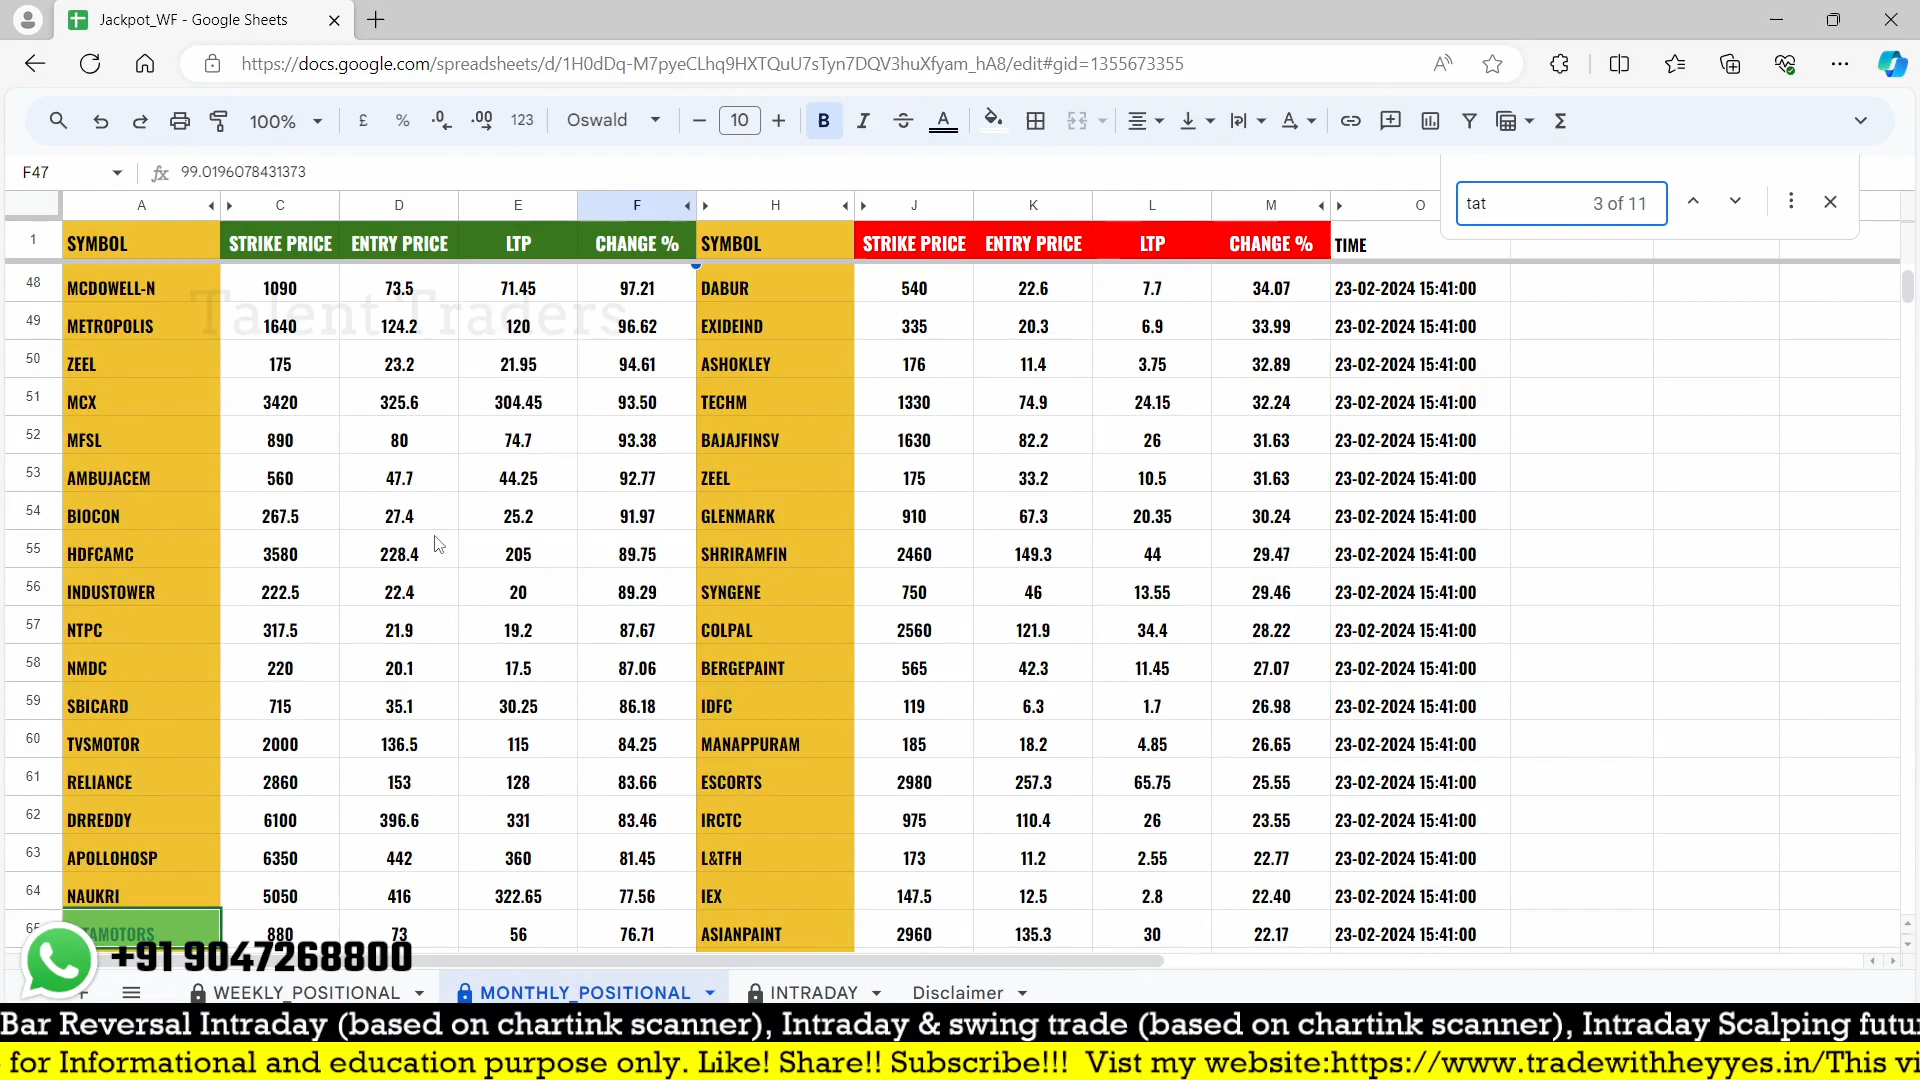 Jackpot_WF - Google Sheets
https://docs.google.com/spreadsheets/d/1H0dDq-M7pyeCLhq9HXTQuU7sTyn7DQV3huXfyam_hA8/edit#gid=1355673355
100% £ % .0 .00 123 Oswald 10 B I A
F47 fx 99.0196078431373
tat 3 of 11
A C D E F H J K L M O
1 SYMBOL STRIKE PRICE ENTRY PRICE LTP CHANGE % SYMBOL STRIKE PRICE ENTRY PRICE LTP CHANGE % TIME
48 MCDOWELL-N 1090 73.5 71.45 97.21 DABUR 540 22.6 7.7 34.07 23-02-2024 15:41:00
Talent Traders
49 METROPOLIS 1640 124.2 120 96.62 EXIDEIND 335 20.3 6.9 33.99 23-02-2024 15:41:00
50 ZEEL 175 23.2 21.95 94.61 ASHOKLEY 176 11.4 3.75 32.89 23-02-2024 15:41:00
51 MCX 3420 325.6 304.45 93.50 TECHM 1330 74.9 24.15 32.24 23-02-2024 15:41:00
52 MFSL 890 80 74.7 93.38 BAJAJFINSV 1630 82.2 26 31.63 23-02-2024 15:41:00
53 AMBUJACEM 560 47.7 44.25 92.77 ZEEL 175 33.2 10.5 31.63 23-02-2024 15:41:00
54 BIOCON 267.5 27.4 25.2 91.97 GLENMARK 910 67.3 20.35 30.24 23-02-2024 15:41:00
55 HDFCAMC 3580 228.4 205 89.75 SHRIRAMFIN 2460 149.3 44 29.47 23-02-2024 15:41:00
56 INDUSTOWER 222.5 22.4 20 89.29 SYNGENE 750 46 13.55 29.46 23-02-2024 15:41:00
57 NTPC 317.5 21.9 19.2 87.67 COLPAL 2560 121.9 34.4 28.22 23-02-2024 15:41:00
58 NMDC 220 20.1 17.5 87.06 BERGEPAINT 565 42.3 11.45 27.07 23-02-2024 15:41:00
59 SBICARD 715 35.1 30.25 86.18 IDFC 119 6.3 1.7 26.98 23-02-2024 15:41:00
60 TVSMOTOR 2000 136.5 115 84.25 MANAPPURAM 185 18.2 4.85 26.65 23-02-2024 15:41:00
61 RELIANCE 2860 153 128 83.66 ESCORTS 2980 257.3 65.75 25.55 23-02-2024 15:41:00
62 DRREDDY 6100 396.6 331 83.46 IRCTC 975 110.4 26 23.55 23-02-2024 15:41:00
63 APOLLOHOSP 6350 442 360 81.45 L&TFH 173 11.2 2.55 22.77 23-02-2024 15:41:00
64 NAUKRI 5050 416 322.65 77.56 IEX 147.5 12.5 2.8 22.40 23-02-2024 15:41:00
AMOTORS 880 73 56 76.71 ASIANPAINT 2960 135.3 30 22.17 23-02-2024 15:41:00
+91 9047268800
WEEKLY_POSITIONAL MONTHLY_POSITIONAL INTRADAY Disclaimer
Bar Reversal Intraday (based on chartink scanner), Intraday & swing trade (based on chartink scanner), Intraday Scalping futu
for Informational and education purpose only. Like! Share!! Subscribe!!! Vist my website:https://www.tradewithheyyes.in/This vi